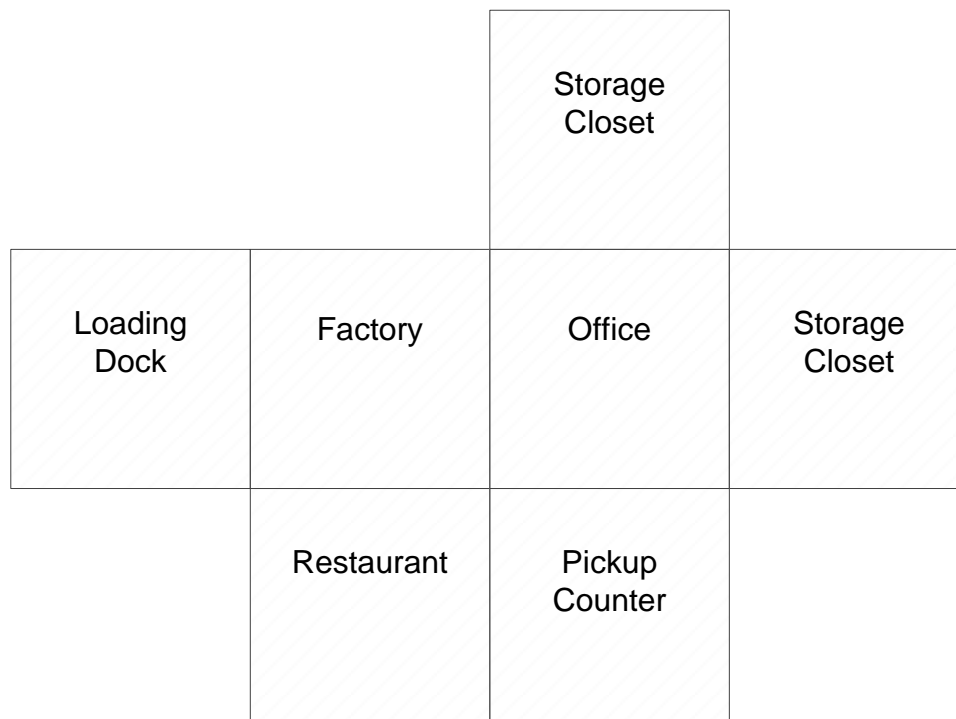 Storage
Closet
Loading
Dock
Factory
Office
Storage
Closet
Restaurant
Pickup
Counter